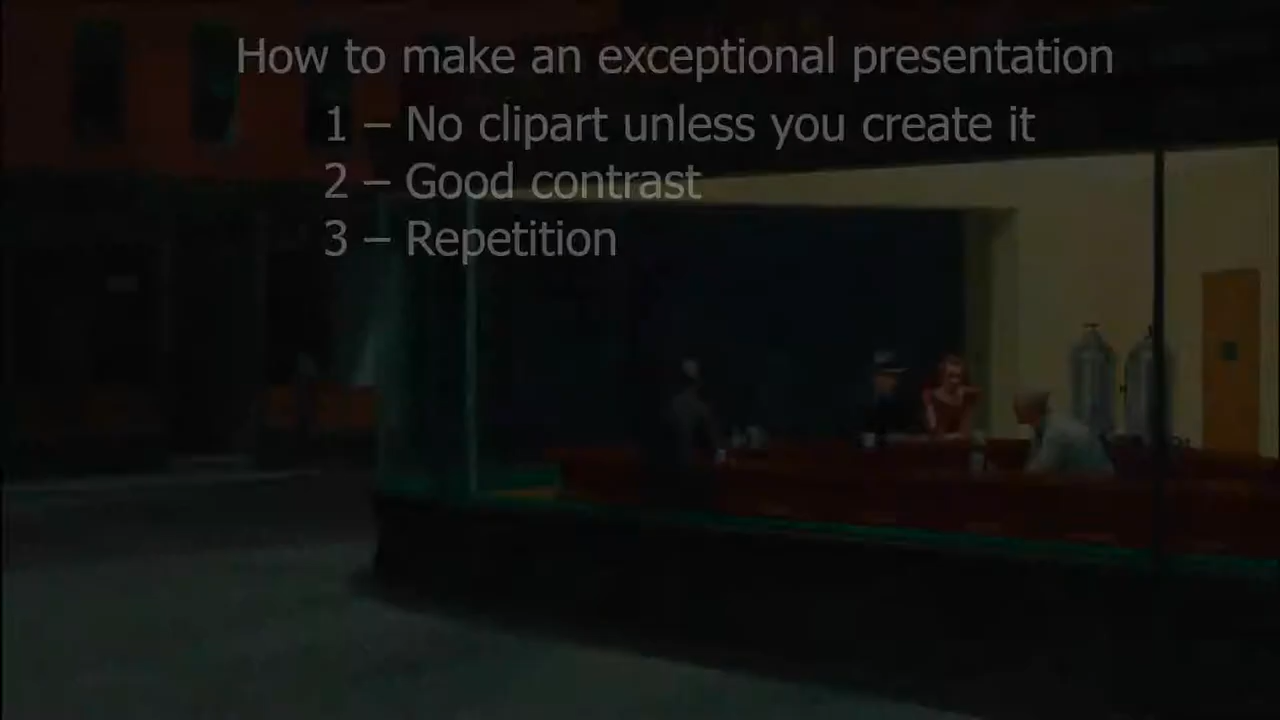 How to make an exceptional presentation
1 – No clipart unless you create it
2 – Good contrast
3 – Repetition